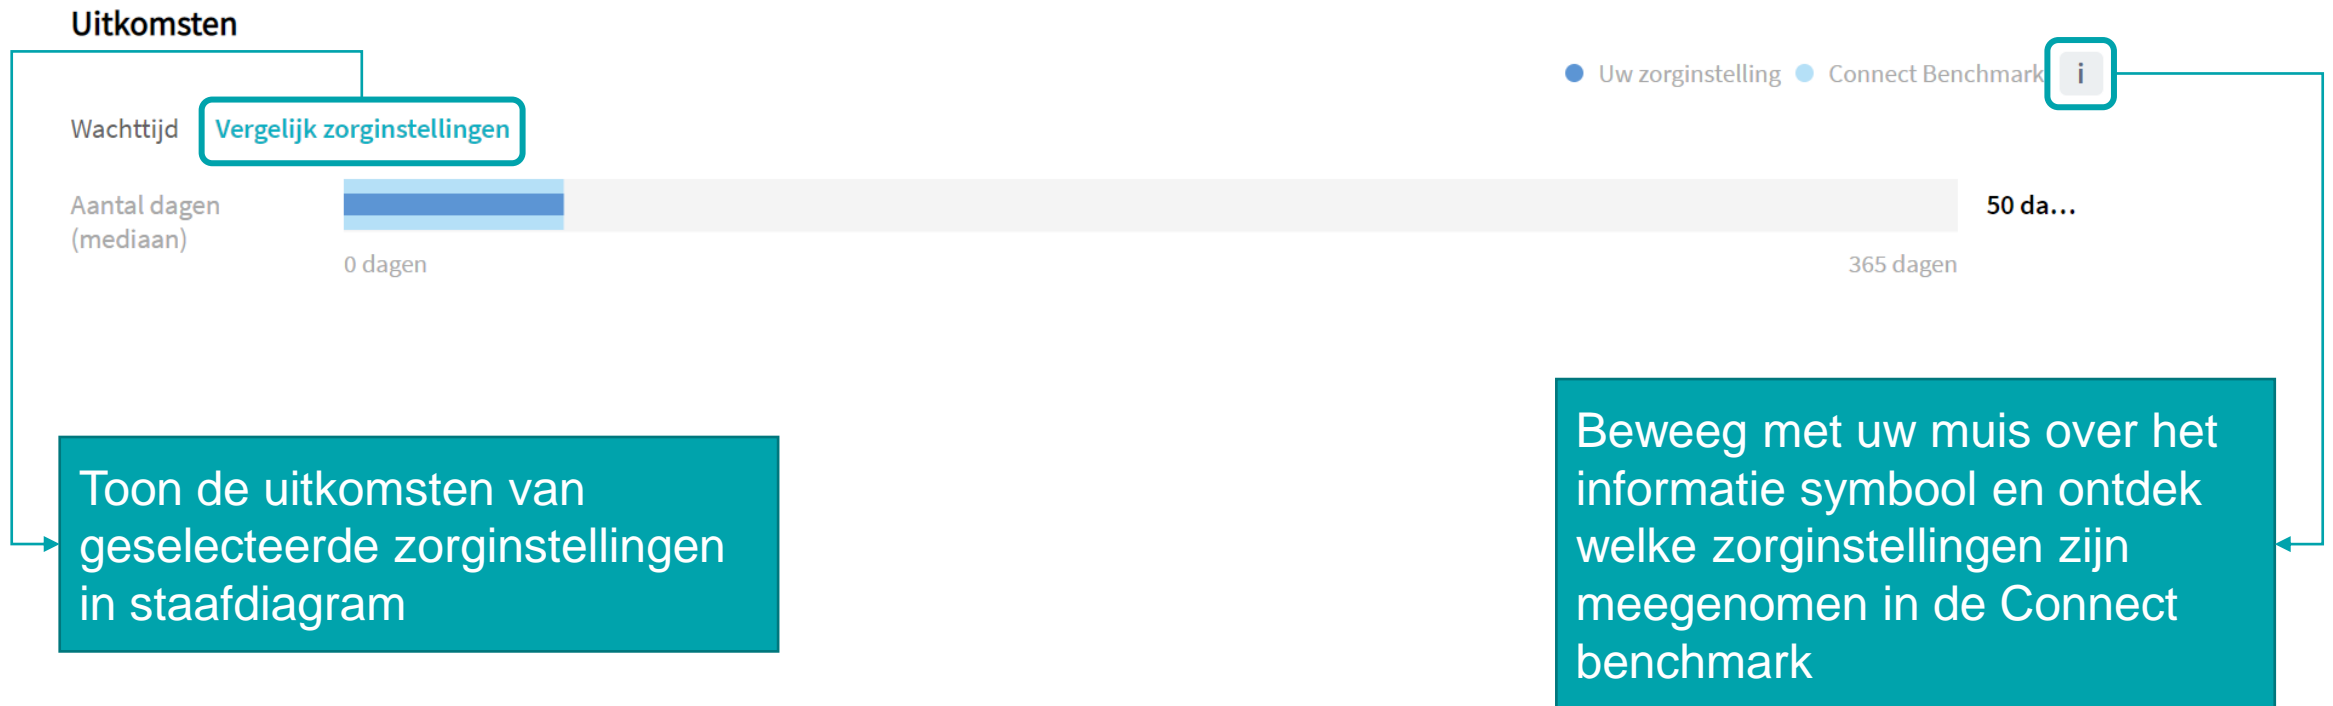 Uitkomsten
Uw zorginstelling Connect Benchmark i
Wachttijd Vergelijk zorginstellingen
Aantal dagen
(mediaan)
50 da...
0 dagen 365 dagen
Toon de uitkomsten van
geselecteerde zorginstellingen
in staafdiagram
Beweeg met uw muis over het
informatie symbool en ontdek
welke zorginstellingen zijn
meegenomen in de Connect
benchmark